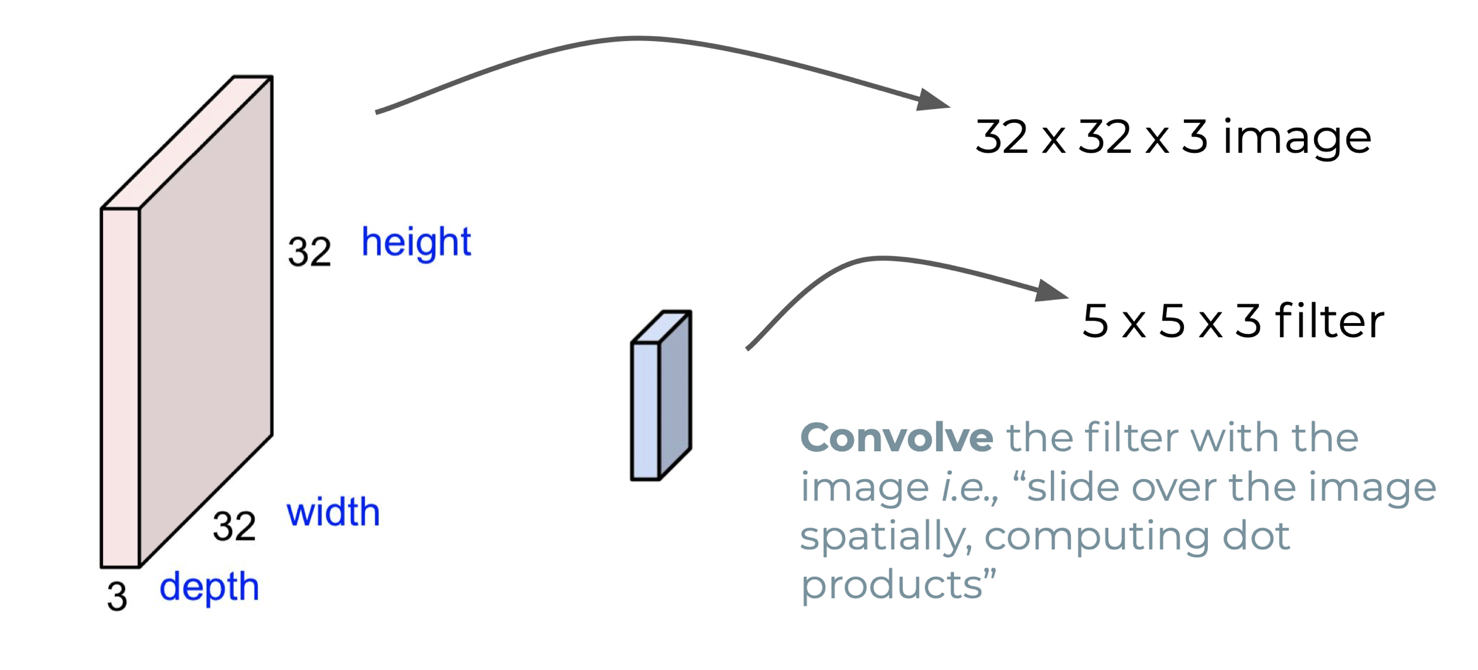 32 x 32 x 3 image
32 height
5 x 5 x 3 filter
Convolve the filter with the
image i.e., “slide over the image
spatially, computing dot
products”
32 width
3 depth